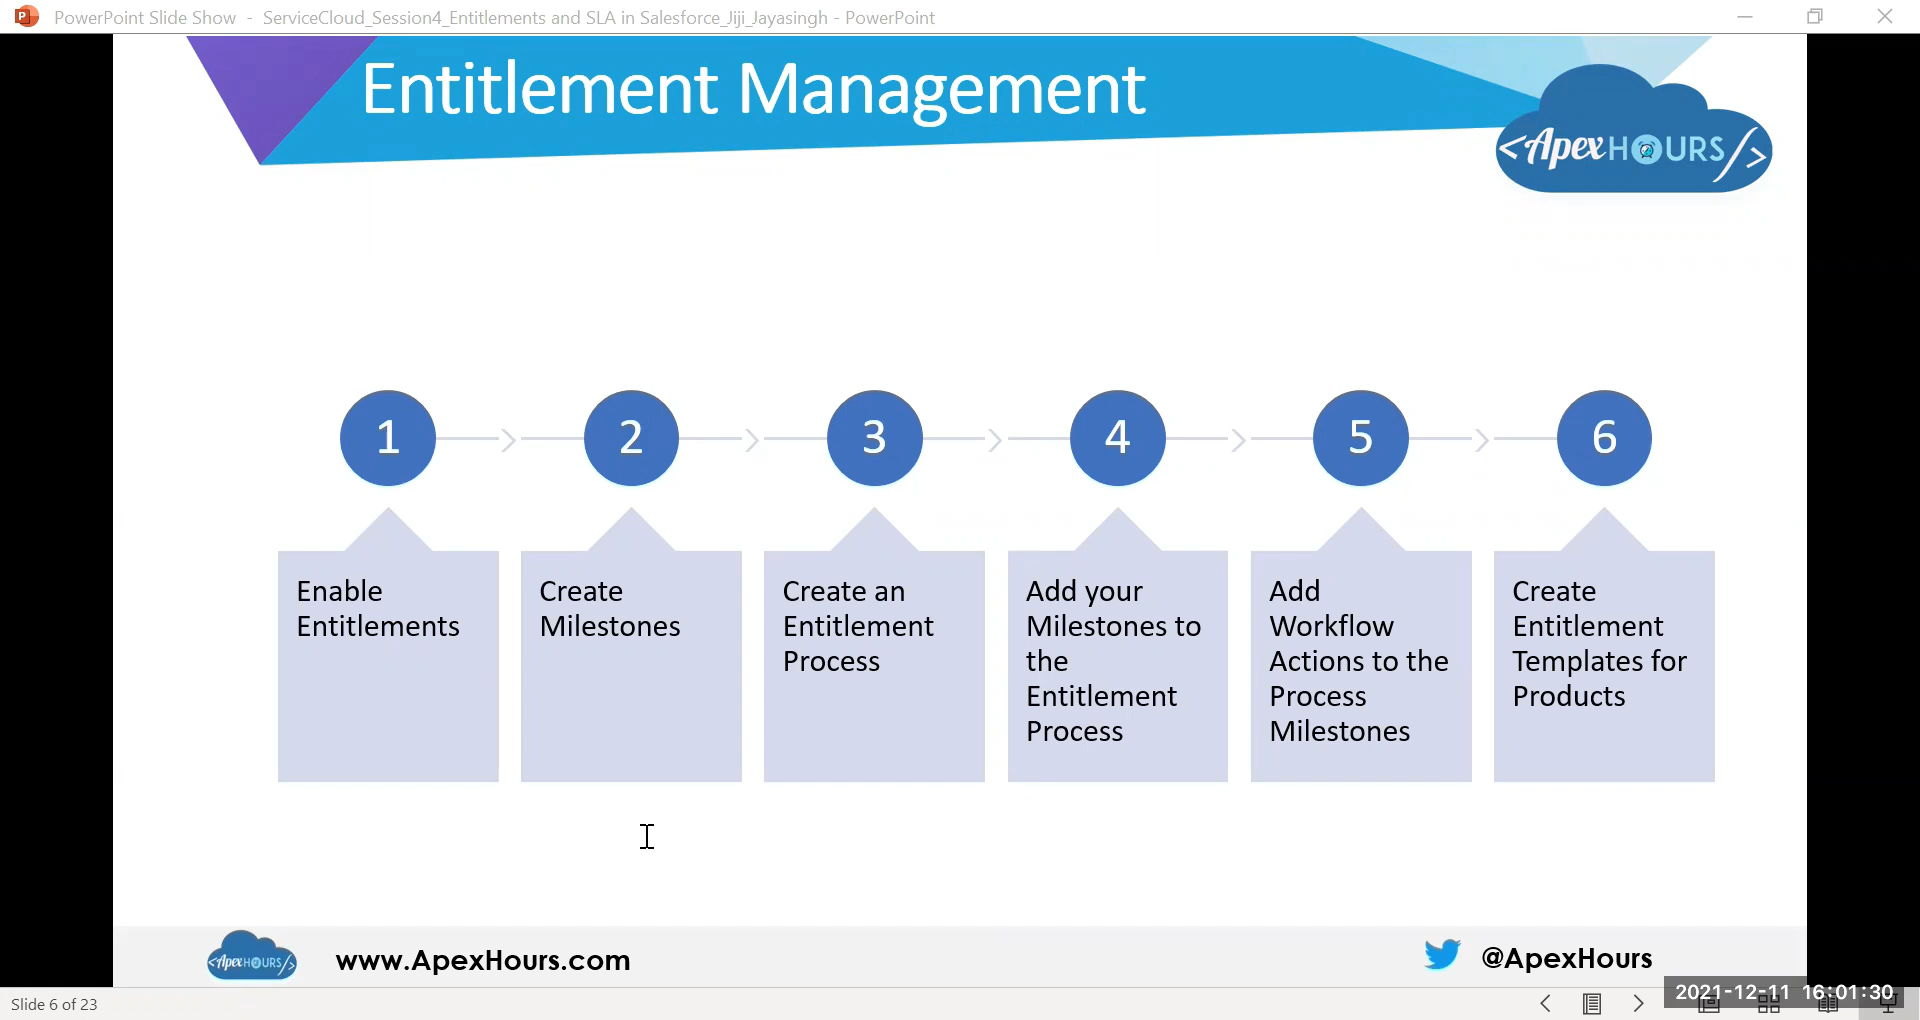 PowerPoint Slide Show - ServiceCloud_Session4_Entitlements and SLA in Salesforce_Jiji_Jayasingh - PowerPoint
Entitlement Management
<ApexHOURS/>
1
2
3
4
5
6
Enable
Entitlements
Create
Milestones
Create an
Entitlement
Process
Add your
Milestones to
the
Entitlement
Process
Add
Workflow
Actions to the
Process
Milestones
Create
Entitlement
Templates for
Products
<ApexHOURS/>
www.ApexHours.com
@ApexHours
Slide 6 of 23
2021-12-11 16:01:30